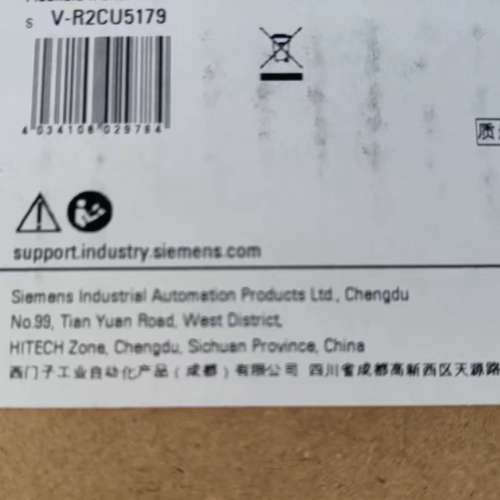 S V-R2CU5179
4 034106 029784
质
support.industry.siemens.com
Siemens Industrial Automation Products Ltd., Chengdu
No.99, Tian Yuan Road, West District,
HITECH Zone, Chengdu, Sichuan Province, China
西门子工业自动化产品(成都)有限公司 四川省成都高新西区天源路